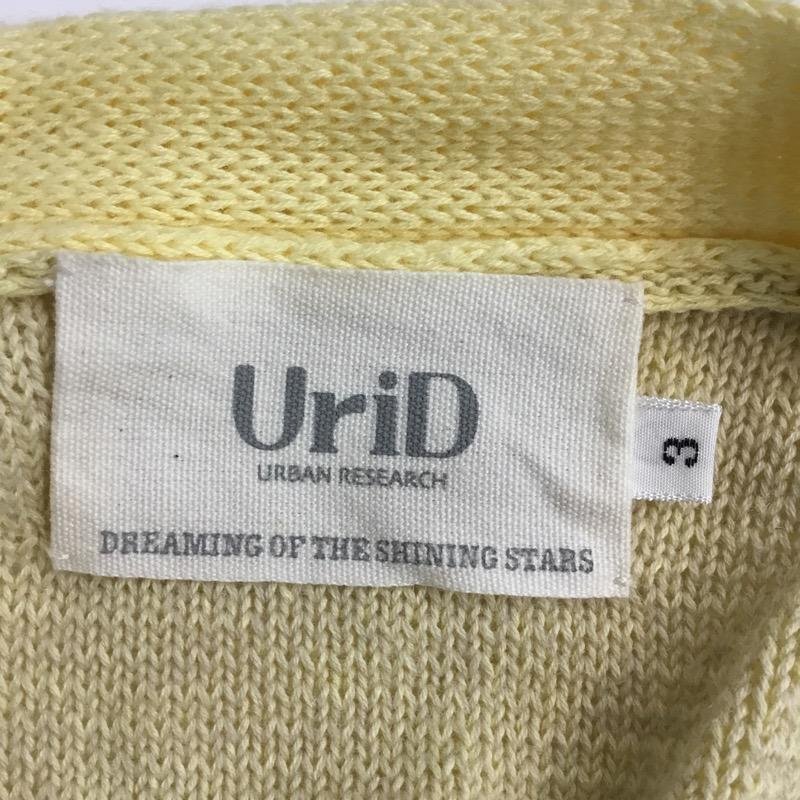 UriD
URBAN RESEARCH
DREAMING OF THE SHINING STARS
3